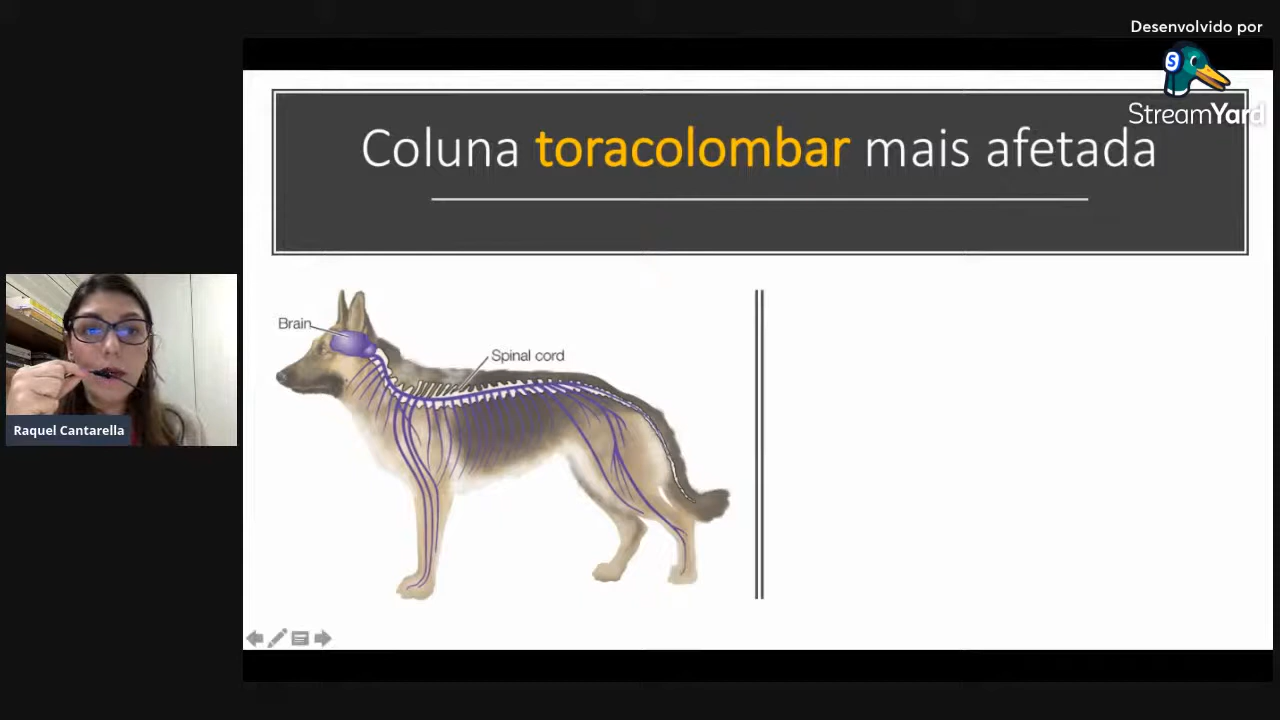 Desenvolvido por
StreamYard
Coluna toracolombar mais afetada
Brain
Spinal cord
Raquel Cantarella